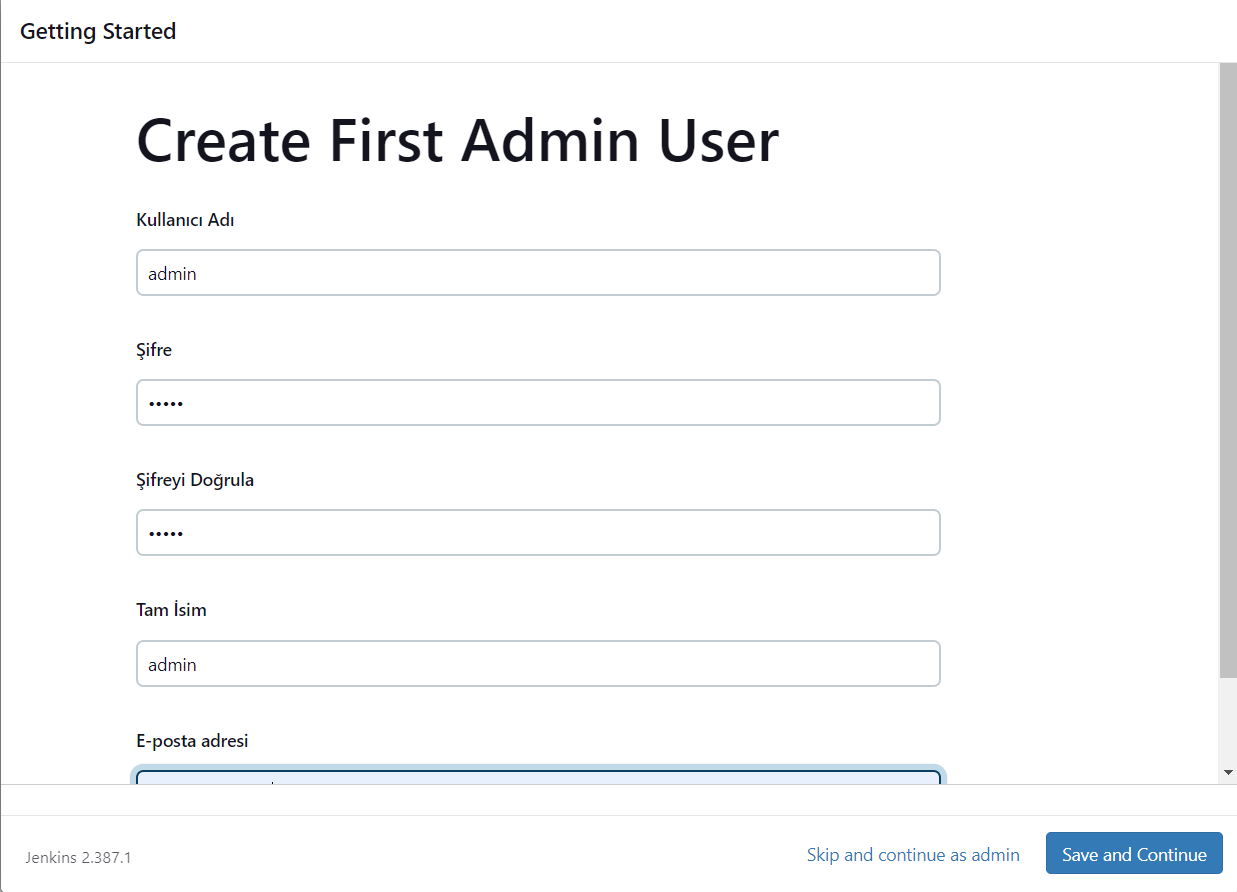 Getting Started
Create First Admin User
Kullanıcı Adı
admin
Şifre
•••••
Şifreyi Doğrula
•••••
Tam İsim
admin
E-posta adresi
Jenkins 2.387.1
Skip and continue as admin
Save and Continue